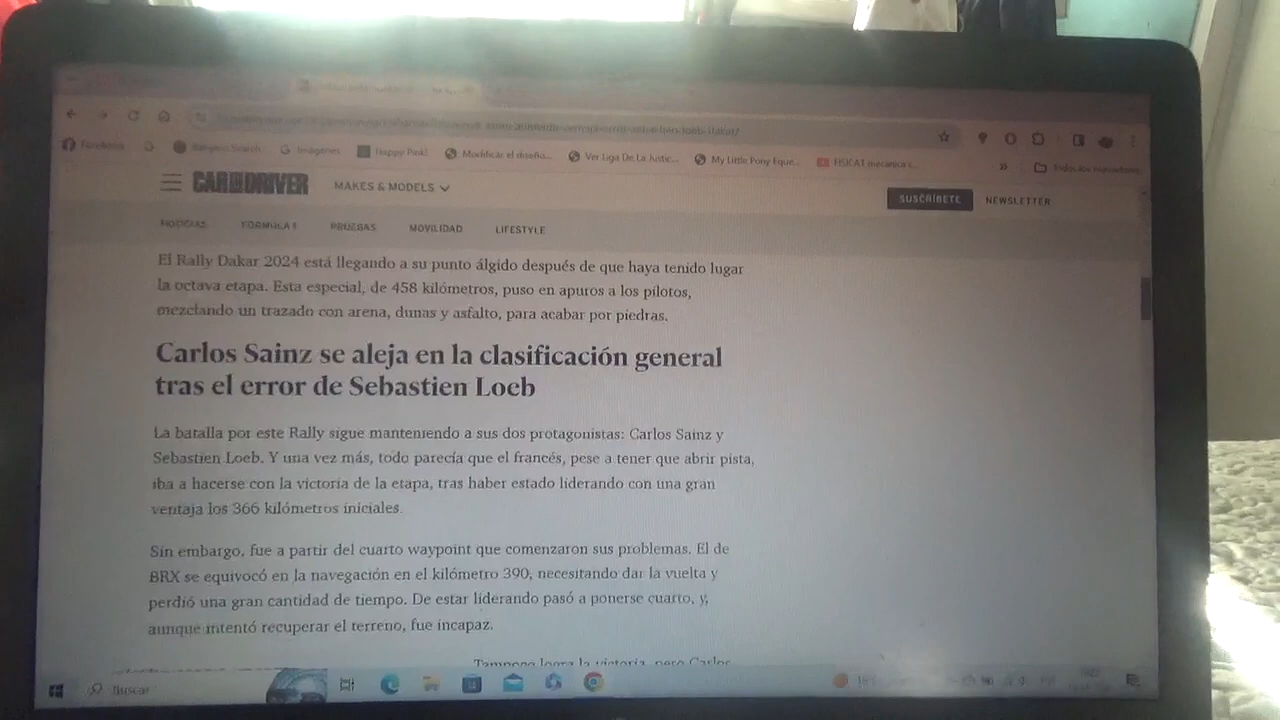 Facebook
G
Rangers Search
Imágenes
Happy Pink!
Modificar el diseño...
Ver Liga De La Justic...
My Little Pony Eque...
FISICA1 mecanica c...
»
Todos los marcadores
CAR AND DRIVER
MAKES & MODELS
SUSCRÍBETE
NEWSLETTER
NOTICIAS
FORMULA 1
PRUEBAS
MOVILIDAD
LIFESTYLE
El Rally Dakar 2024 está llegando a su punto álgido después de que haya tenido lugar
la octava etapa. Esta especial, de 458 kilómetros, puso en apuros a los pilotos,
mezclando un trazado con arena, dunas y asfalto, para acabar por piedras.
Carlos Sainz se aleja en la clasificación general
tras el error de Sebastien Loeb
La batalla por este Rally sigue manteniendo a sus dos protagonistas: Carlos Sainz y
Sebastien Loeb. Y una vez más, todo parecía que el francés, pese a tener que abrir pista,
iba a hacerse con la victoria de la etapa, tras haber estado liderando con una gran
ventaja los 366 kilómetros iniciales.
Sin embargo, fue a partir del cuarto waypoint que comenzaron sus problemas. El de
BRX se equivocó en la navegación en el kilómetro 390, necesitando dar la vuelta y
perdió una gran cantidad de tiempo. De estar liderando pasó a ponerse cuarto, y,
aunque intentó recuperar el terreno, fue incapaz.
logra la victoria, pero Carlos
Buscar